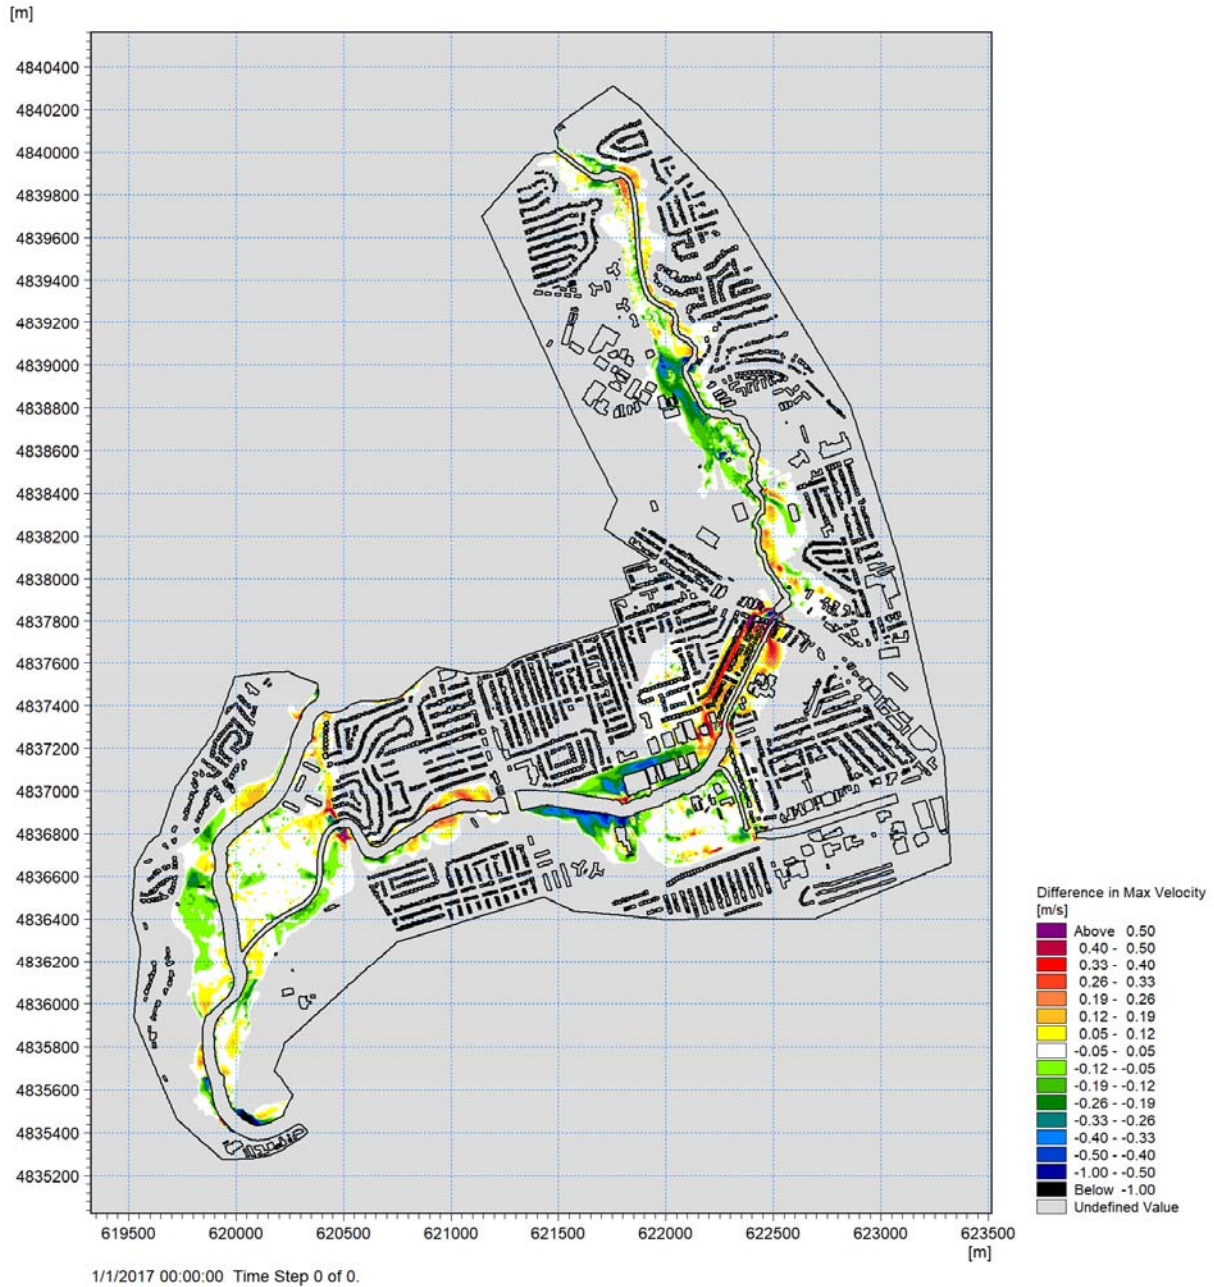 [m]
4840400
4840200
4840000
4839800
4839600
4839400
4839200
4839000
4838800
4838600
4838400
4838200
4838000
4837800
4837600
4837400
4837200
4837000
4836800
4836600
4836400
4836200
4836000
4835800
4835600
4835400
4835200
619500 620000 620500 621000 621500 622000 622500 623000 623500
[m]
1/1/2017 00:00:00 Time Step 0 of 0.
Difference in Max Velocity
[m/s]
Above 0.50
0.40 - 0.50
0.33 - 0.40
0.26 - 0.33
0.19 - 0.26
0.12 - 0.19
0.05 - 0.12
-0.05 - 0.05
-0.12 - -0.05
-0.19 - -0.12
-0.26 - -0.19
-0.33 - -0.26
-0.40 - -0.33
-0.50 - -0.40
-1.00 - -0.50
Below -1.00
Undefined Value